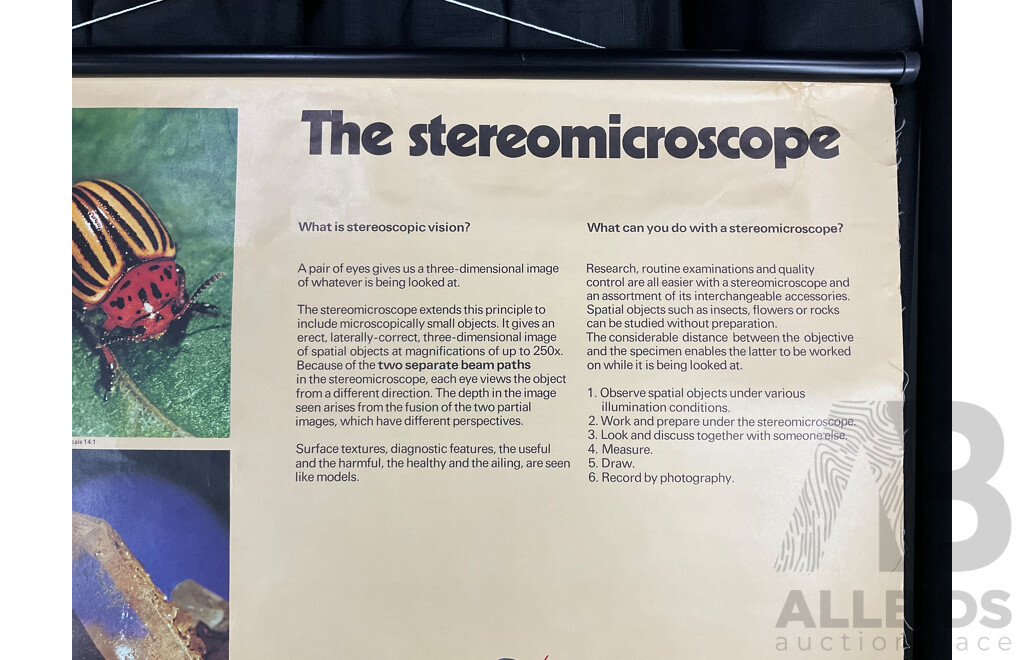 The stereomicroscope
What is stereoscopic vision?
A pair of eyes gives us a three-dimensional image
of whatever is being looked at.
The stereomicroscope extends this principle to
include microscopically small objects. It gives an
erect, laterally-correct, three-dimensional image
of spatial objects at magnifications of up to 250x.
Because of the two separate beam paths
in the stereomicroscope, each eye views the object
from a different direction. The depth in the image
seen arises from the fusion of the two partial
images, which have different perspectives.
Surface textures, diagnostic features, the useful
and the harmful, the healthy and the ailing, are seen
like models.
What can you do with a stereomicroscope?
Research, routine examinations and quality
control are all easier with a stereomicroscope and
an assortment of its interchangeable accessories.
Spatial objects such as insects, flowers or rocks
can be studied without preparation.
The considerable distance between the objective
and the specimen enables the latter to be worked
on while it is being looked at.
1. Observe spatial objects under various
illumination conditions.
2. Work and prepare under the stereomicroscope.
3. Look and discuss together with someone else.
4. Measure.
5. Draw.
6. Record by photography.
cale 14:1
AB
ALLBIDS